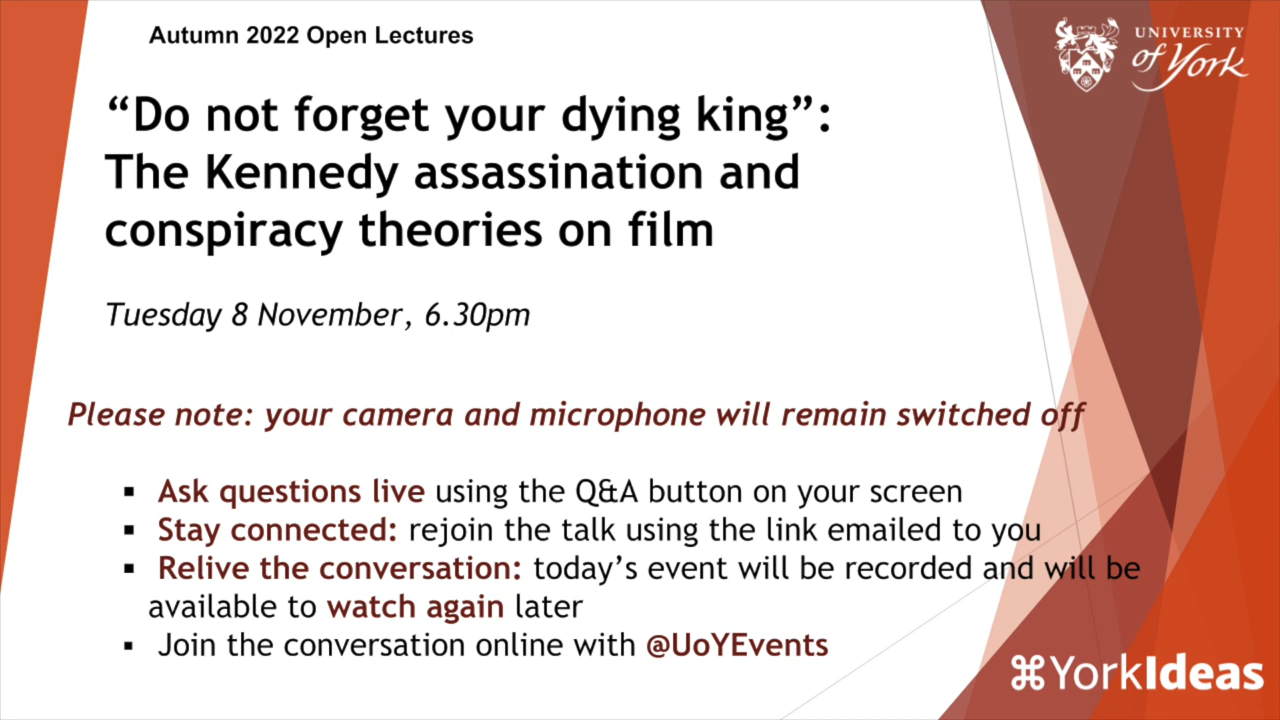 Autumn 2022 Open Lectures
UNIVERSITY
of York
“Do not forget your dying king”:
The Kennedy assassination and
conspiracy theories on film
Tuesday 8 November, 6.30pm
Please note: your camera and microphone will remain switched off
▪ Ask questions live using the Q&A button on your screen
▪ Stay connected: rejoin the talk using the link emailed to you
▪ Relive the conversation: today’s event will be recorded and will be
available to watch again later
▪ Join the conversation online with @UoYEvents
⌘YorkIdeas